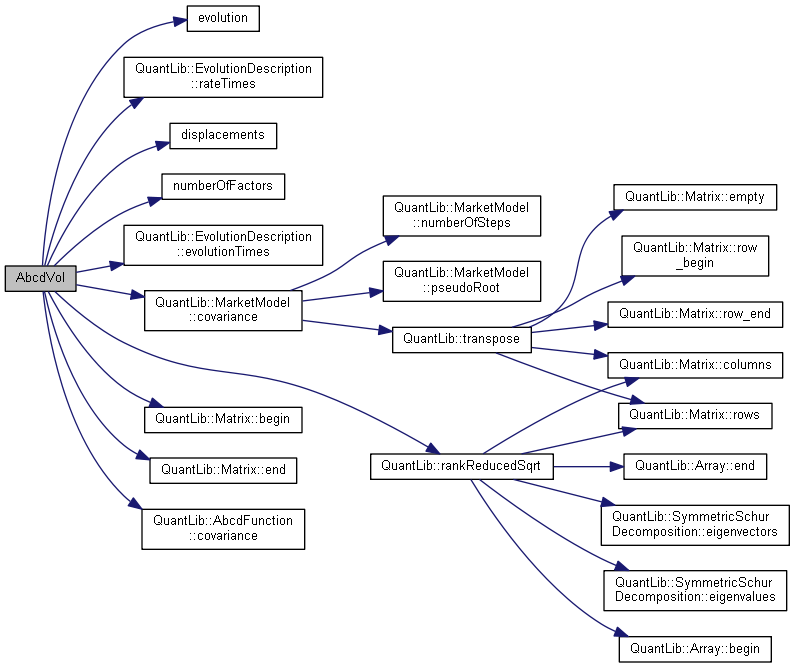 evolution
QuantLib::EvolutionDescription
::rateTimes
displacements
numberOfFactors
QuantLib::EvolutionDescription
::evolutionTimes
AbcdVol
QuantLib::MarketModel
::covariance
QuantLib::Matrix::begin
QuantLib::Matrix::end
QuantLib::AbcdFunction
::covariance
QuantLib::MarketModel
::numberOfSteps
QuantLib::MarketModel
::pseudoRoot
QuantLib::transpose
QuantLib::rankReducedSqrt
QuantLib::Matrix::empty
QuantLib::Matrix::row
_begin
QuantLib::Matrix::row_end
QuantLib::Matrix::columns
QuantLib::Matrix::rows
QuantLib::Array::end
QuantLib::SymmetricSchur
Decomposition::eigenvectors
QuantLib::SymmetricSchur
Decomposition::eigenvalues
QuantLib::Array::begin